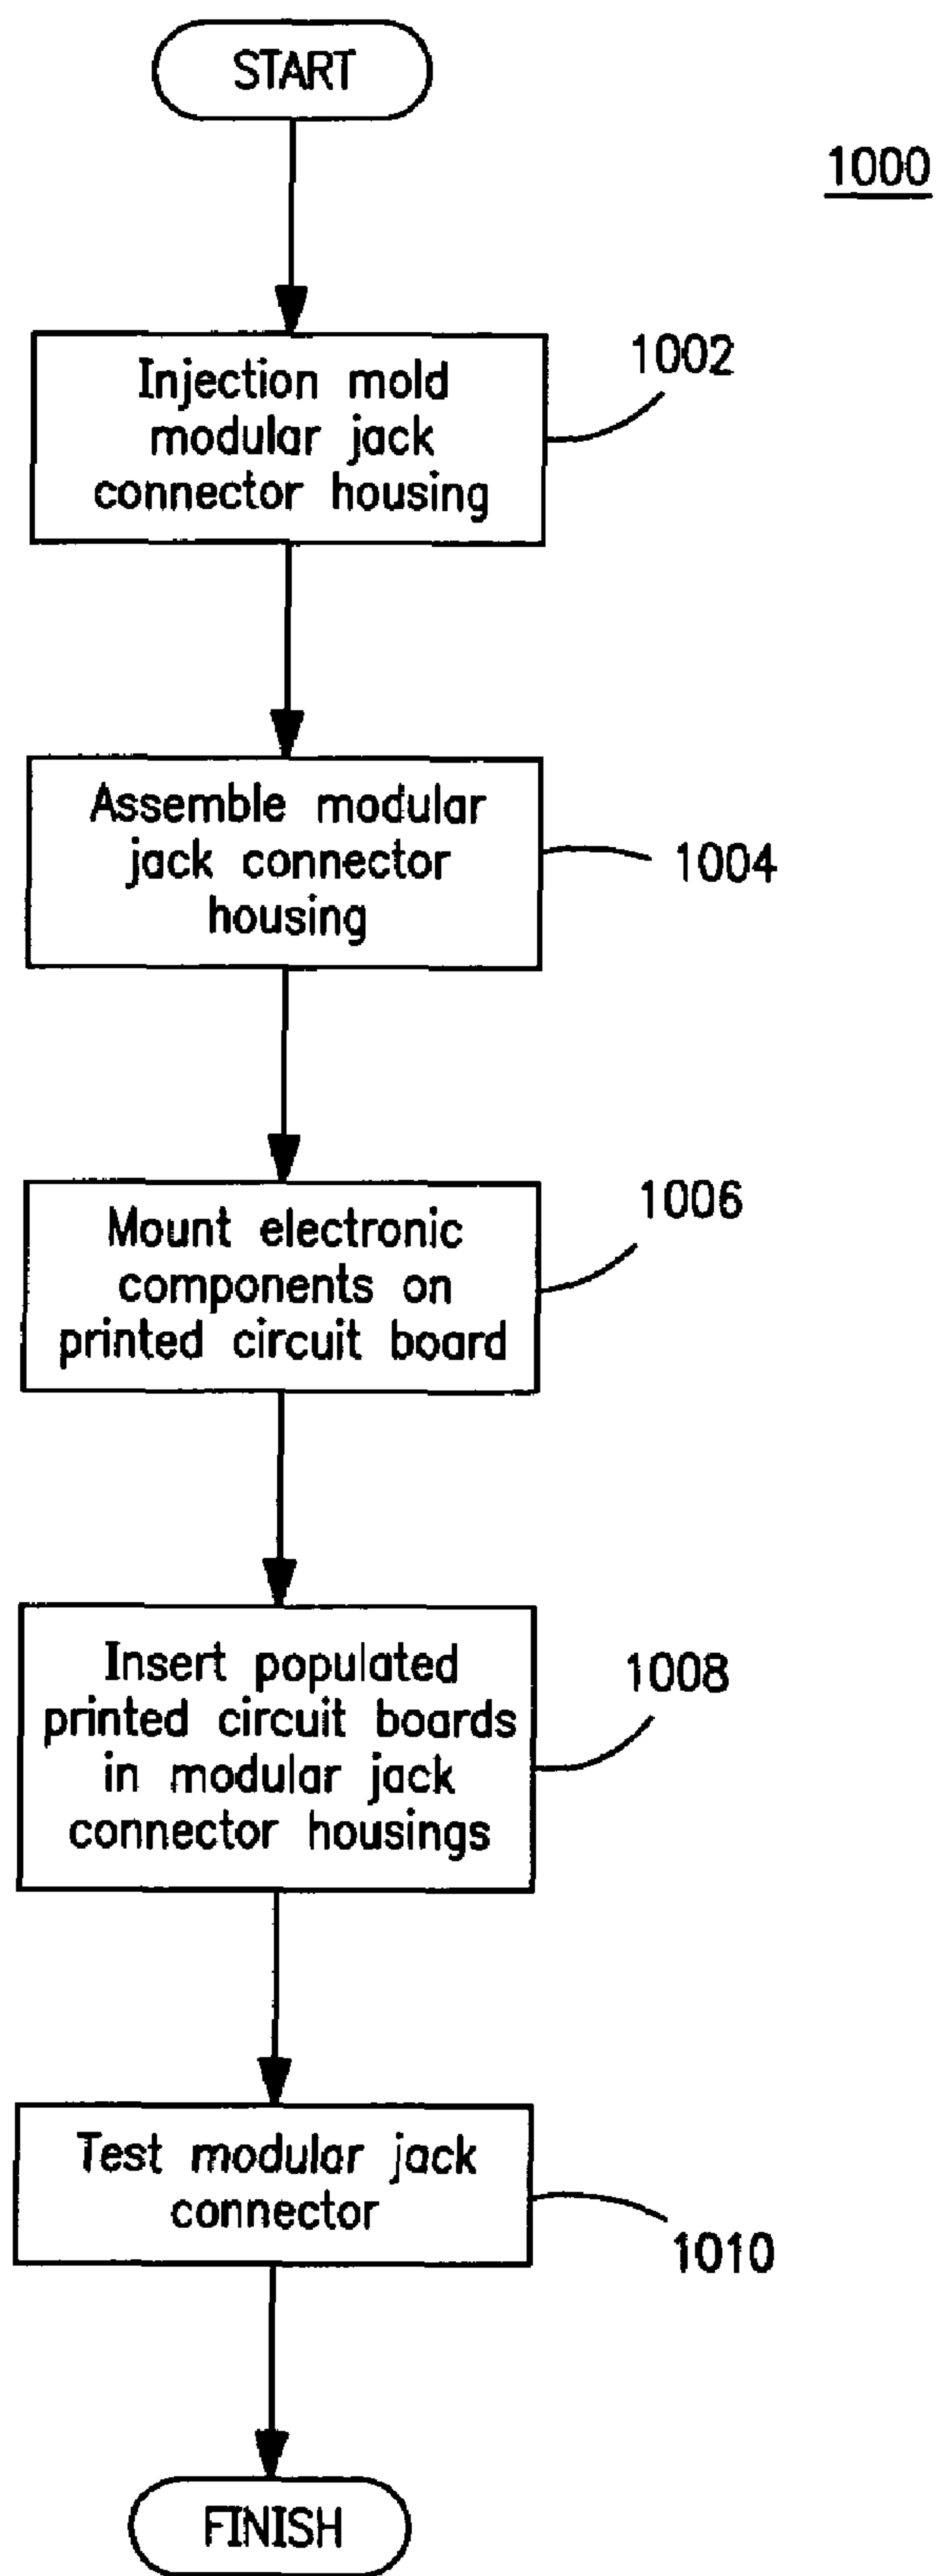 START
1000
Injection mold
modular jack
connector housing
1002
Assemble modular
jack connector
housing
1004
Mount electronic
components on
printed circuit board
1006
Insert populated
printed circuit boards
in modular jack
connector housings
1008
Test modular jack
connector
1010
FINISH